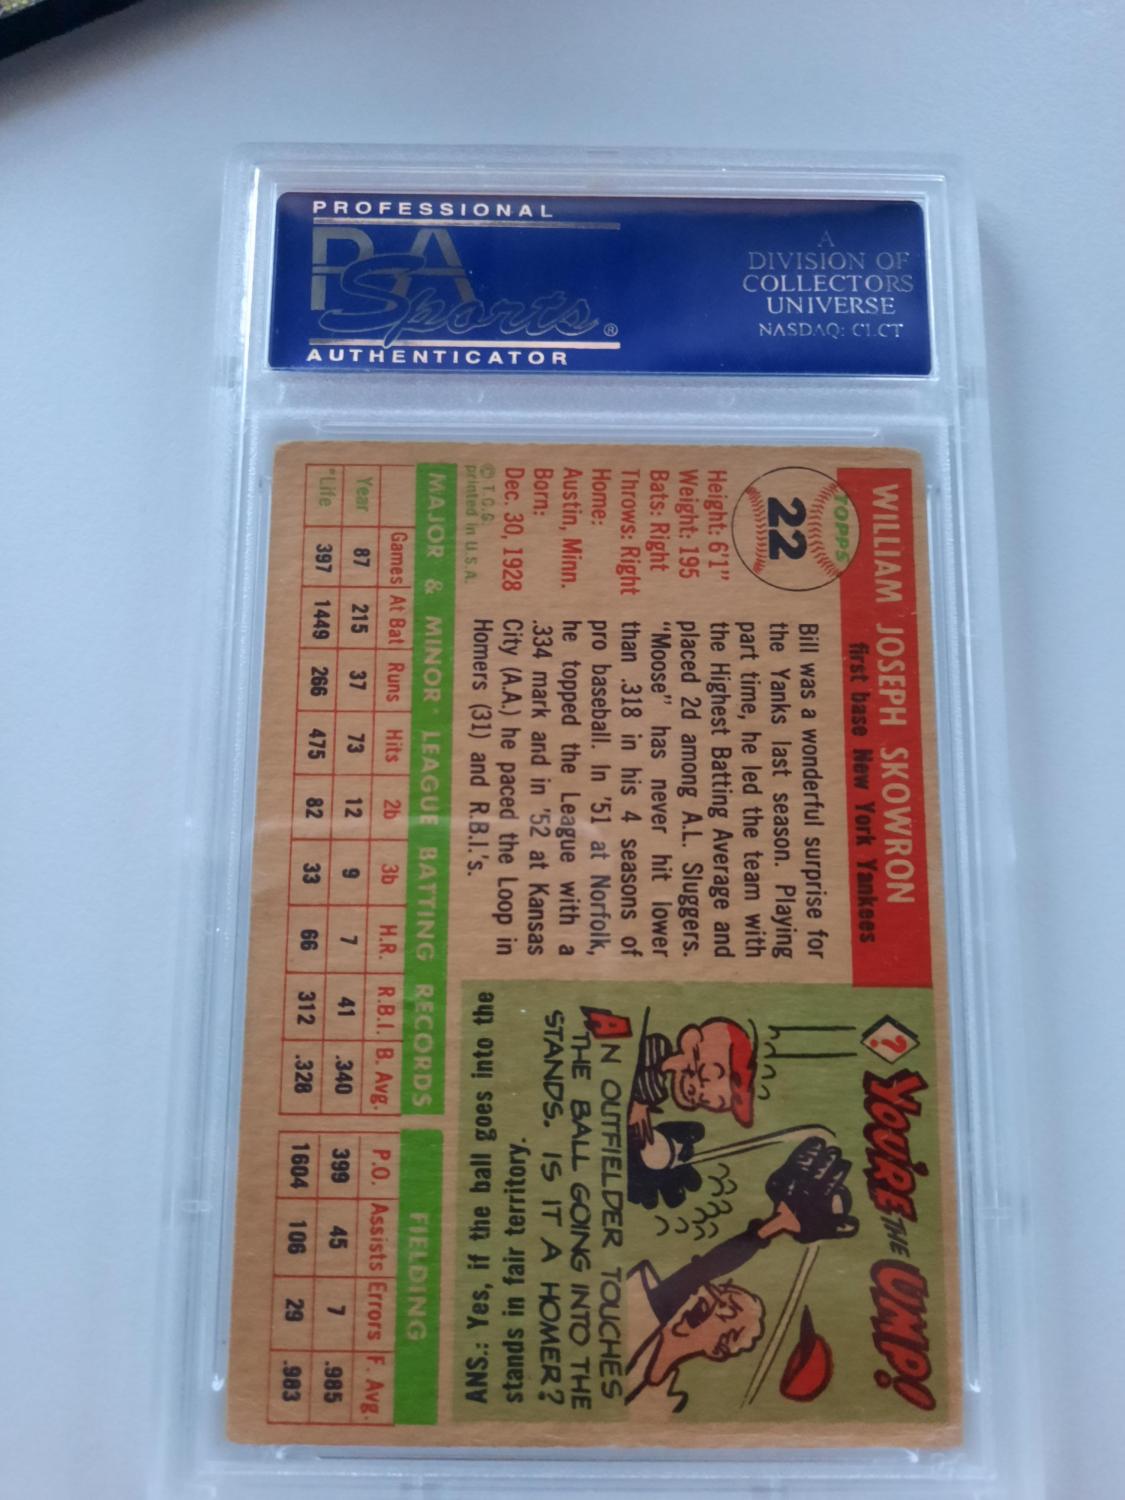 PROFESSIONAL
PSA
Sports®
AUTHENTICATOR
A
DIVISION OF
COLLECTORS
UNIVERSE
NASDAQ: CLCT
TOPPS
22
WILLIAM JOSEPH SKOWRON
first base New York Yankees
Height: 6'1"
Weight: 195
Bats: Right
Throws: Right
Home:
Austin, Minn.
Born:
Dec. 30, 1928
© T.C.G.
printed in U.S.A.
Bill was a wonderful surprise for
the Yanks last season. Playing
part time, he led the team with
the Highest Batting Average and
placed 2d among A.L. Sluggers.
"Moose" has never hit lower
than .318 in his 4 seasons of
pro baseball. In '51 at Norfolk,
he topped the League with a
.334 mark and in '52 at Kansas
City (A.A.) he paced the Loop in
Homers (31) and R.B.I.'s.
?
YOU'RE THE UMP!
AN OUTFIELDER TOUCHES
THE BALL GOING INTO THE
STANDS. IS IT A HOMER?
ANS.: Yes, if the ball goes into the
stands in fair territory.
MAJOR & MINOR* LEAGUE BATTING RECORDS FIELDING
Games At Bat Runs Hits 2b 3b H.R. R.B.I. B. Avg. P.O. Assists Errors F. Avg.
Year 87 215 37 73 12 9 7 41 .340 399 45 7 .985
*Life 397 1449 266 475 82 33 66 312 .328 1604 106 29 .983